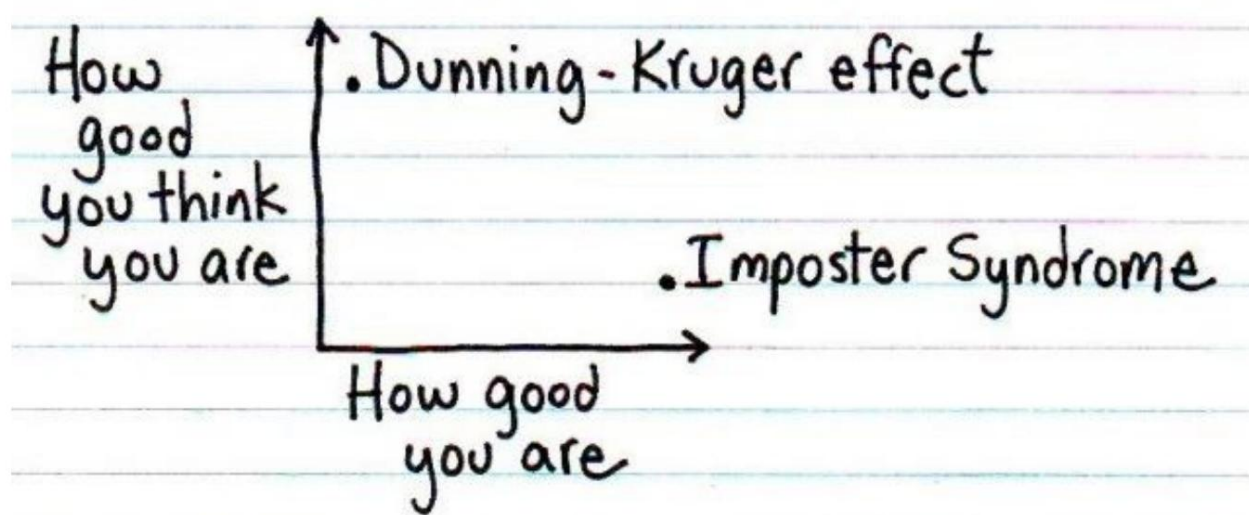 How
good
you think
you are
.Dunning-Kruger effect
.Imposter Syndrome
How good
you are